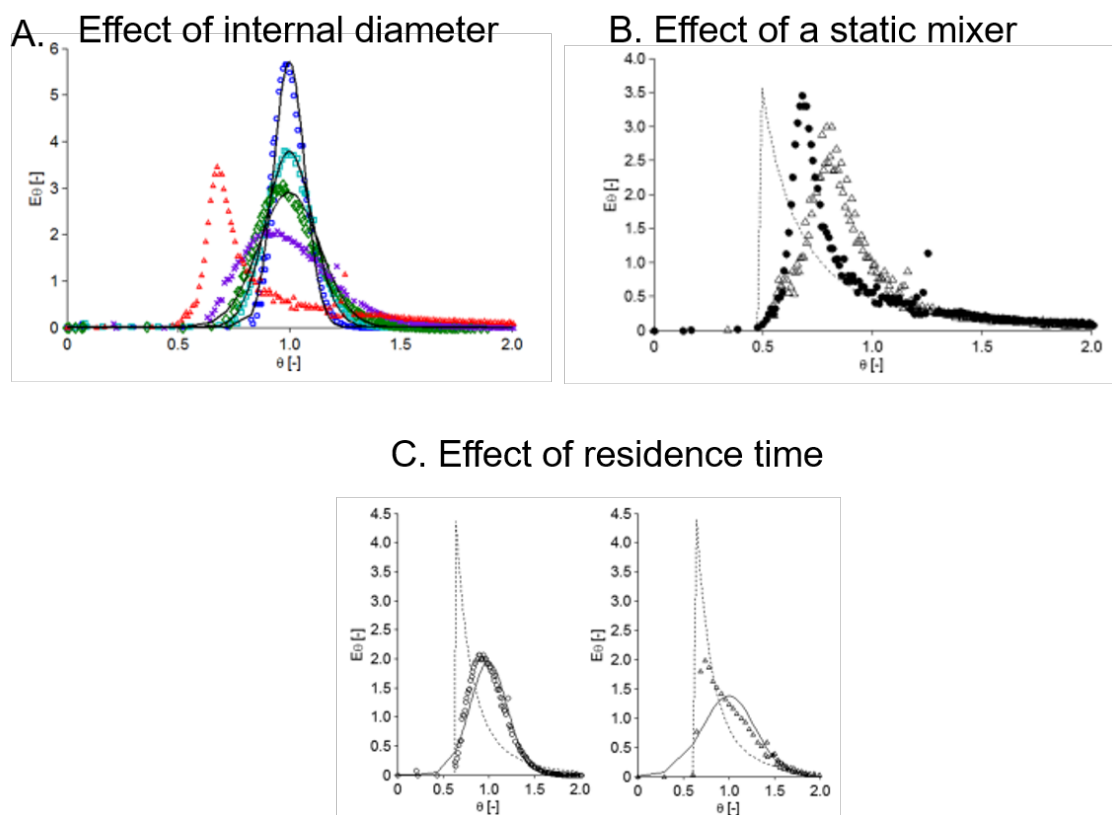 A. Effect of internal diameter
B. Effect of a static mixer
6
5
4
3
2
1
0
Eθ [-]
0 0.5 1.0 1.5 2.0
θ [-]
4.0
3.5
3.0
2.5
2.0
1.5
1.0
0.5
0
Eθ [-]
0 0.5 1.0 1.5 2.0
θ [-]
C. Effect of residence time
4.5
4.0
3.5
3.0
2.5
2.0
1.5
1.0
0.5
0
Eθ [-]
0 0.5 1.0 1.5 2.0
θ [-]
4.5
4.0
3.5
3.0
2.5
2.0
1.5
1.0
0.5
0
Eθ [-]
0 0.5 1.0 1.5 2.0
θ [-]